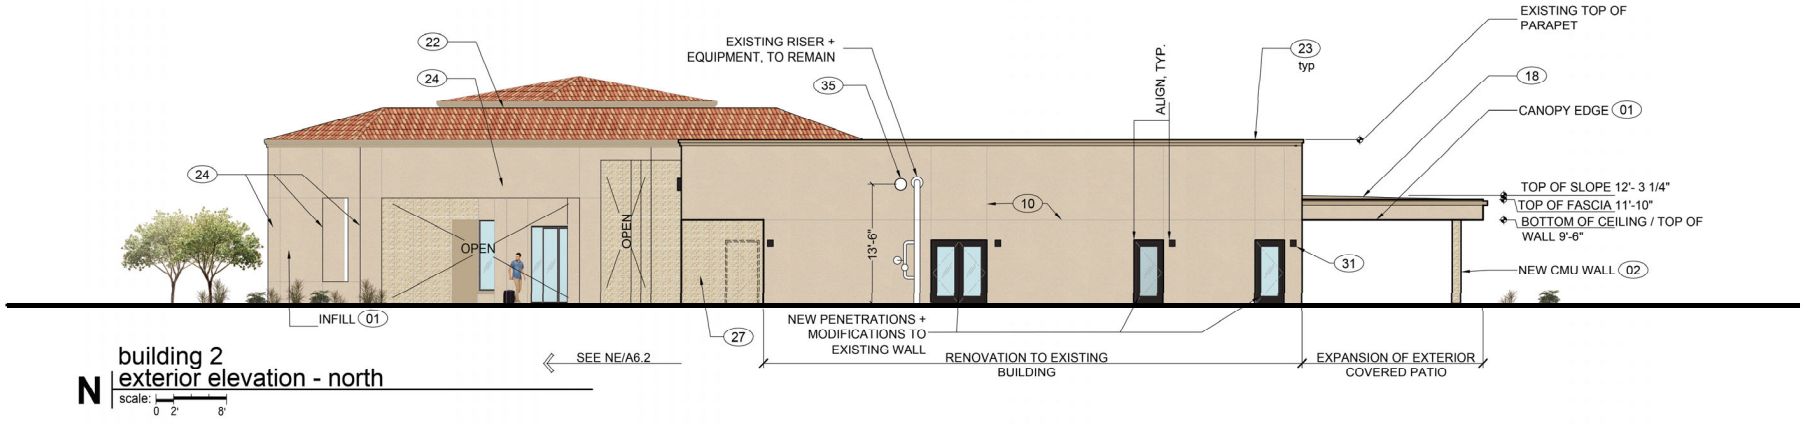 EXISTING TOP OF
PARAPET
22
EXISTING RISER +
EQUIPMENT, TO REMAIN
23
typ
24
35
ALIGN, TYP.
18
CANOPY EDGE 01
24
TOP OF SLOPE 12'- 3 1/4"
TOP OF FASCIA 11'-10"
BOTTOM OF CEILING / TOP OF
WALL 9'-6"
10
OPEN
OPEN
13'-6"
31
NEW CMU WALL 02
INFILL 01
27
NEW PENETRATIONS +
MODIFICATIONS TO
EXISTING WALL
SEE NE/A6.2
RENOVATION TO EXISTING
BUILDING
EXPANSION OF EXTERIOR
COVERED PATIO
building 2
N exterior elevation - north
scale:
0 2' 8'